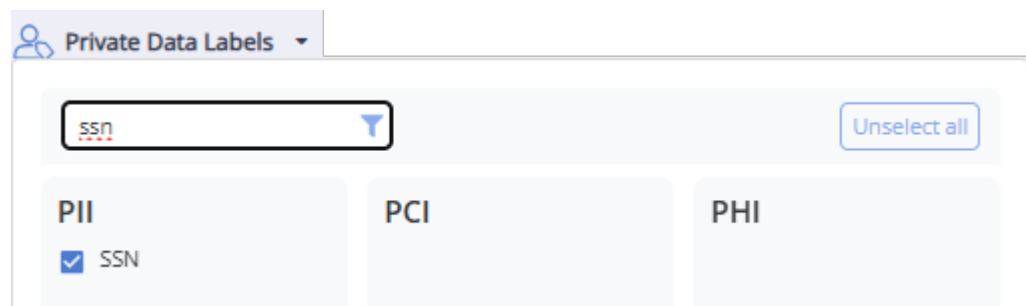 Private Data Labels
ssn
Unselect all
PII
PCI
PHI
SSN